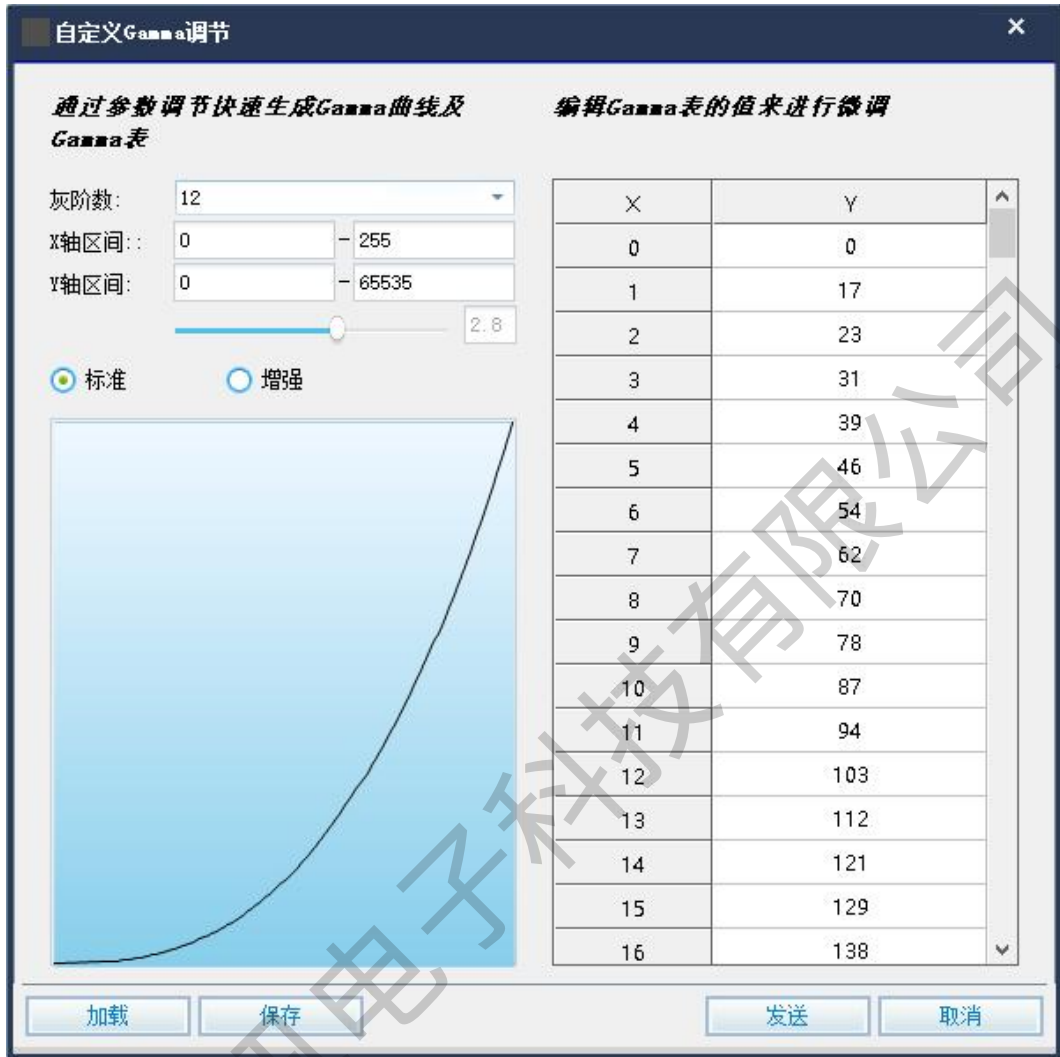 自定义Gamma调节
×
通过参数调节快速生成Gamma曲线及
Gamma表
灰阶数: 12
X轴区间:: 0 - 255
Y轴区间: 0 - 65535
2.8
标准 增强
编辑Gamma表的值来进行微调
X Y
0 0
1 17
2 23
3 31
4 39
5 46
6 54
7 62
8 70
9 78
10 87
11 94
12 103
13 112
14 121
15 129
16 138
加载 保存 发送 取消
电子科技有限公司